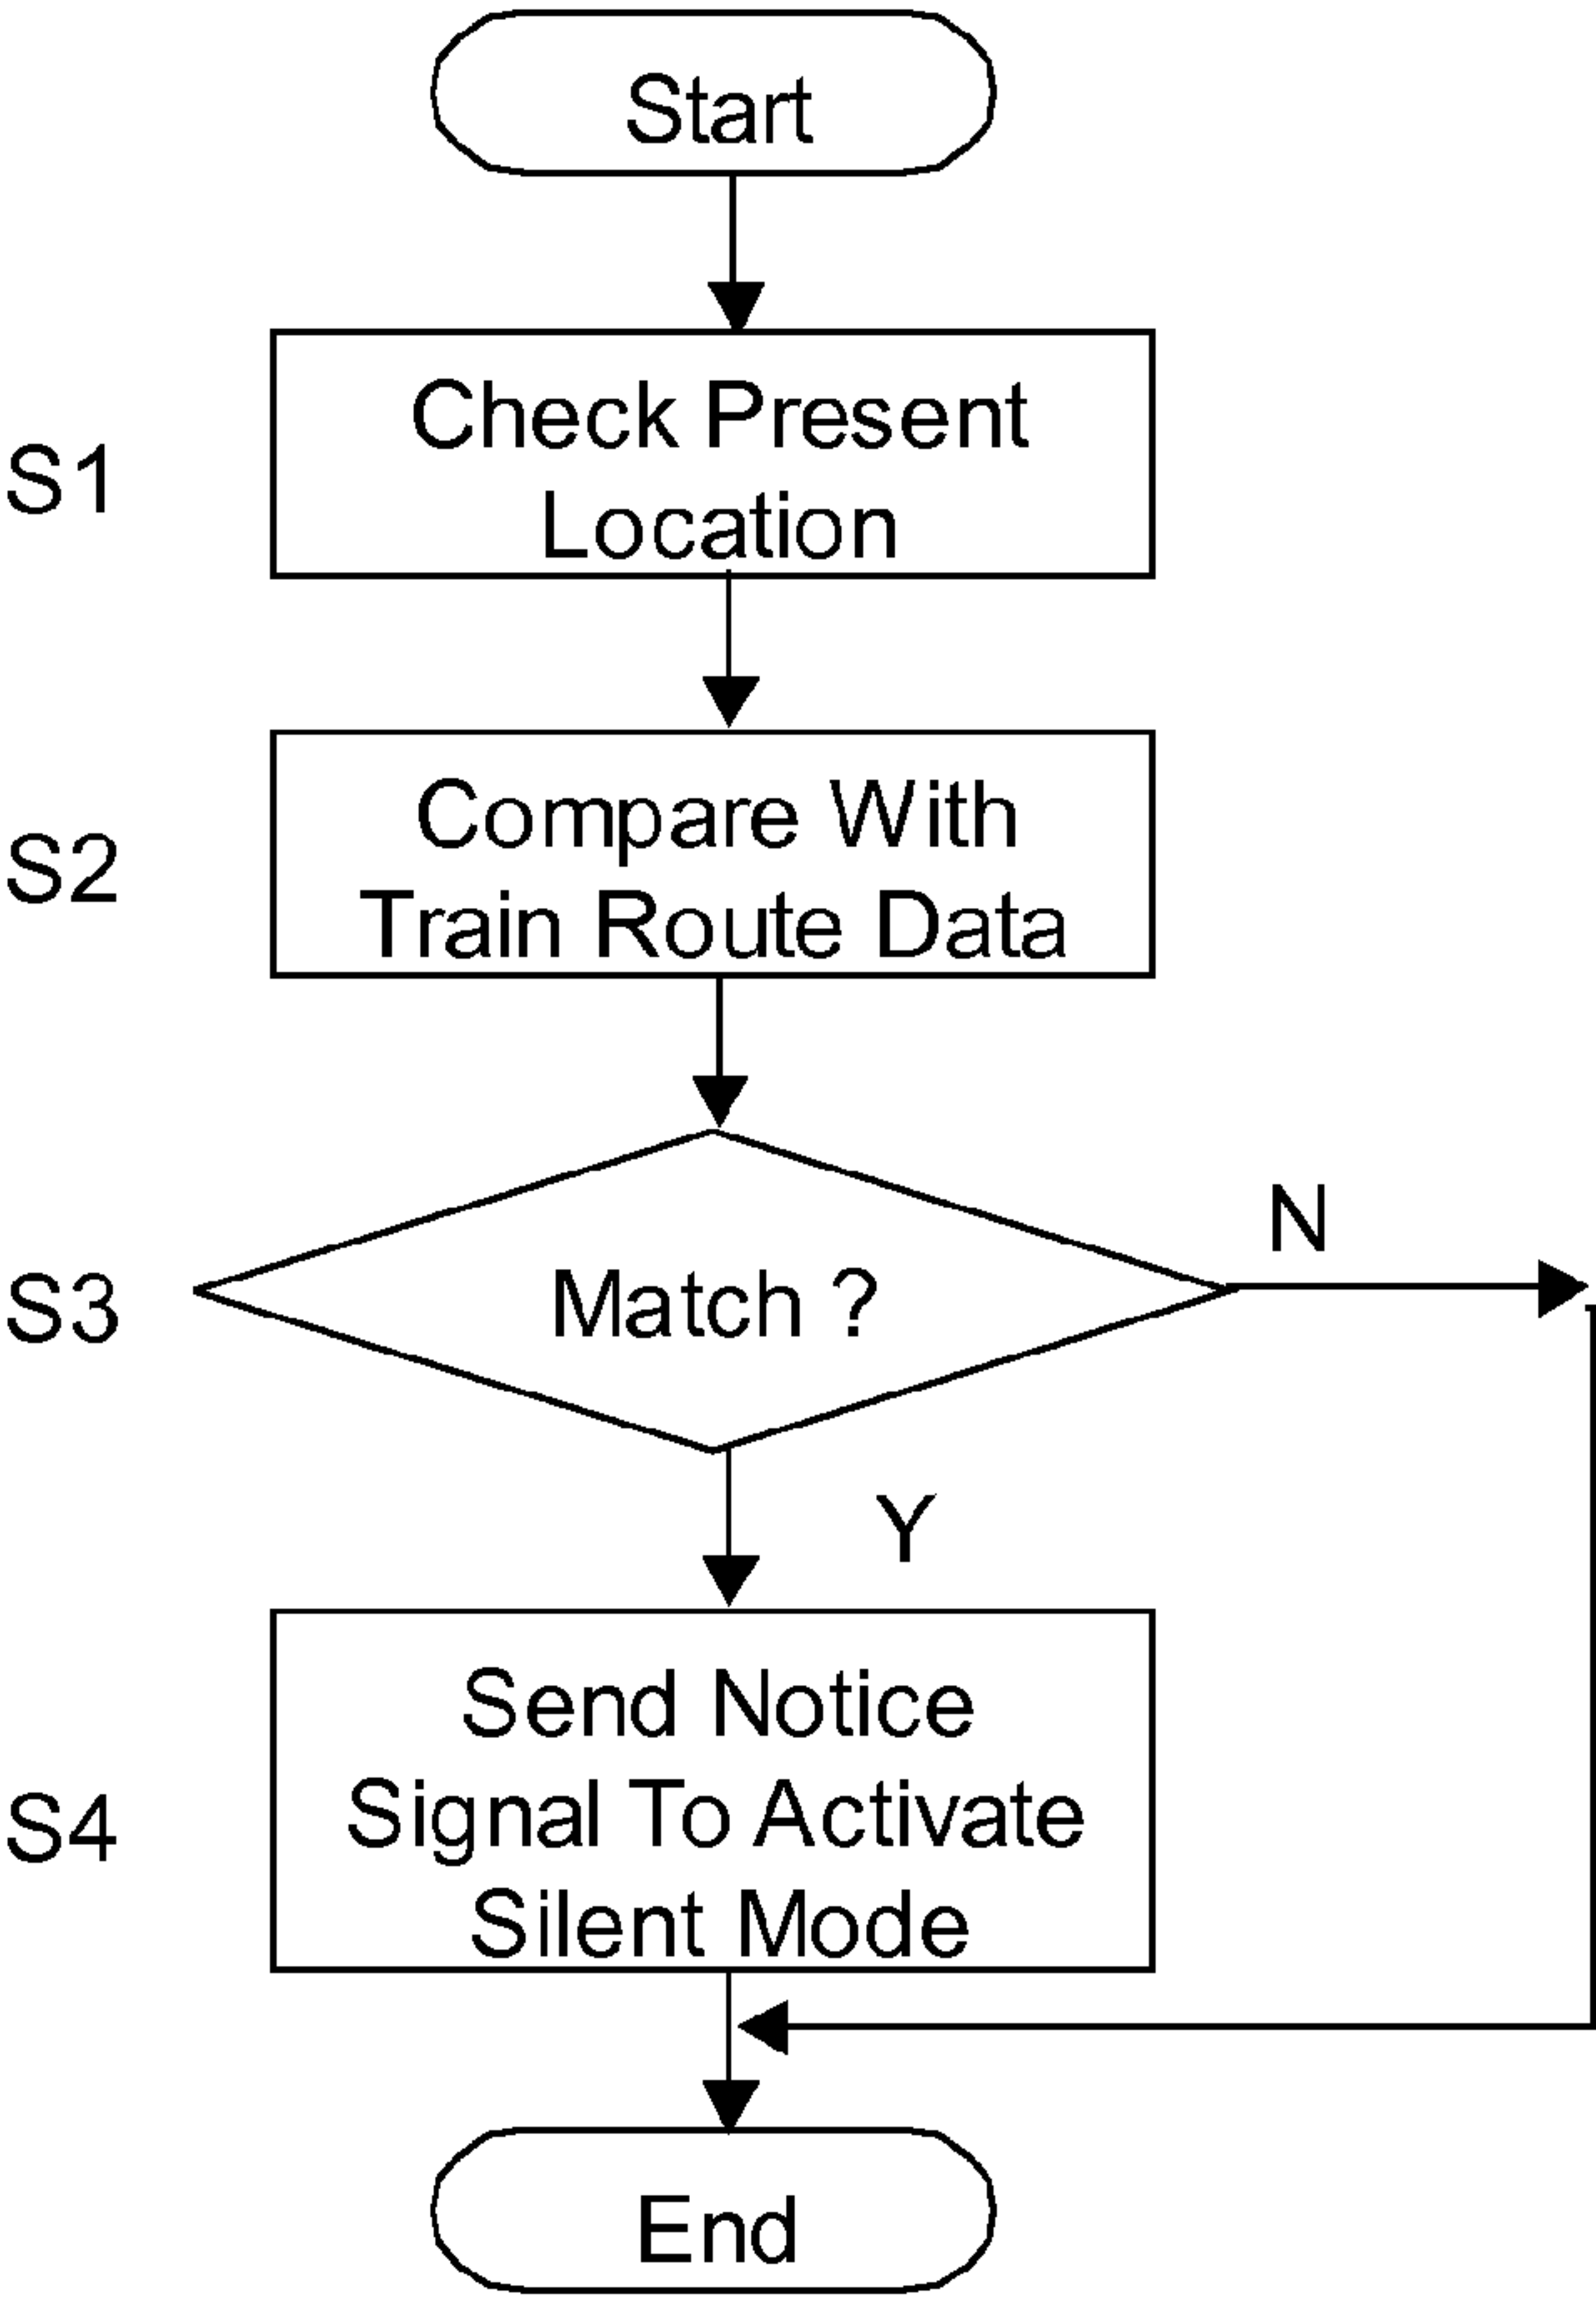 Start
S1
Check Present
Location
S2
Compare With
Train Route Data
S3
Match ?
N
Y
S4
Send Notice
Signal To Activate
Silent Mode
End